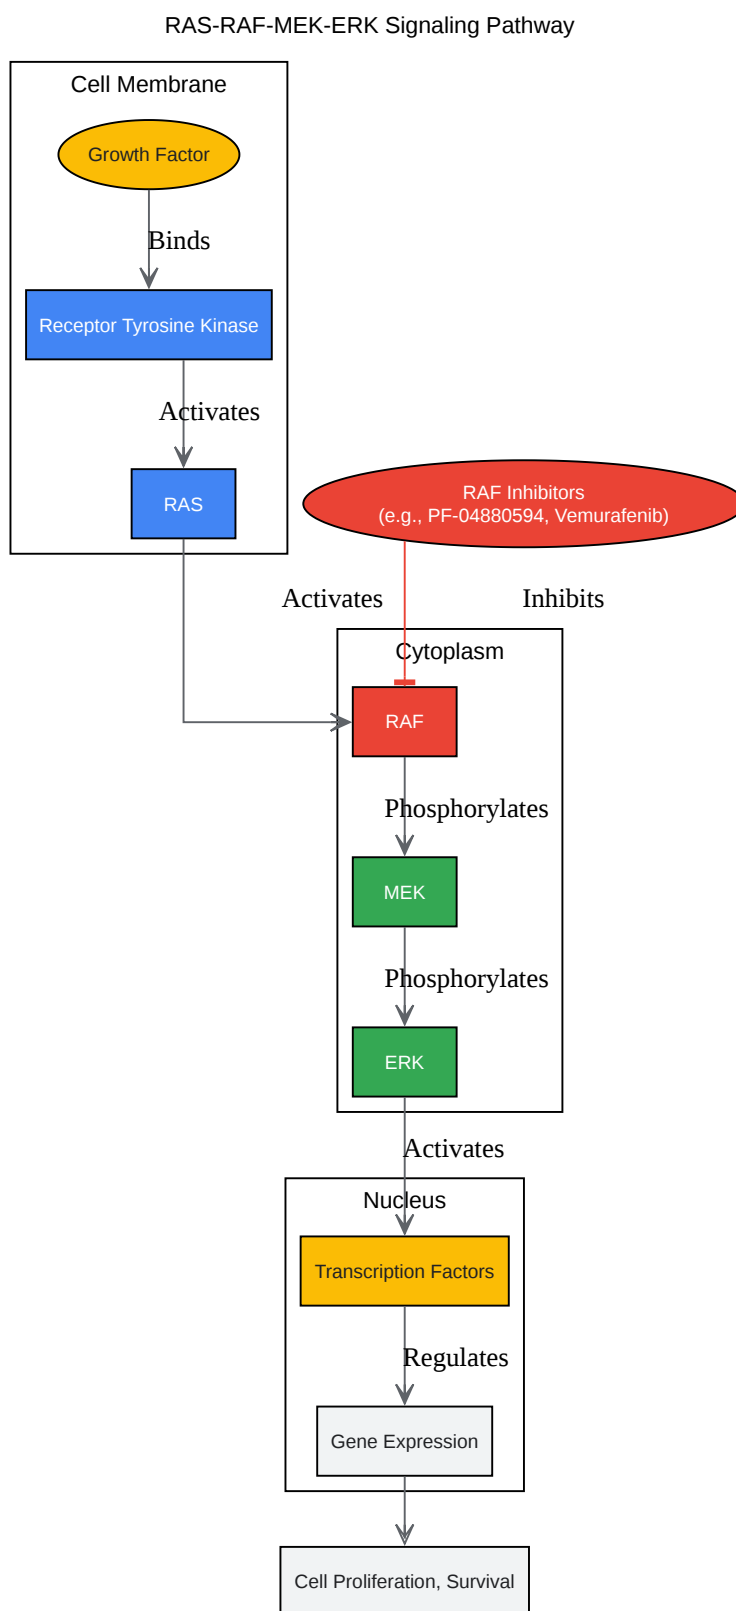 RAS-RAF-MEK-ERK Signaling Pathway
Cell Membrane
Growth Factor
Binds
Receptor Tyrosine Kinase
Activates
RAS
RAF Inhibitors
(e.g., PF-04880594, Vemurafenib)
Activates
Inhibits
Cytoplasm
RAF
Phosphorylates
MEK
Phosphorylates
ERK
Activates
Nucleus
Transcription Factors
Regulates
Gene Expression
Cell Proliferation, Survival